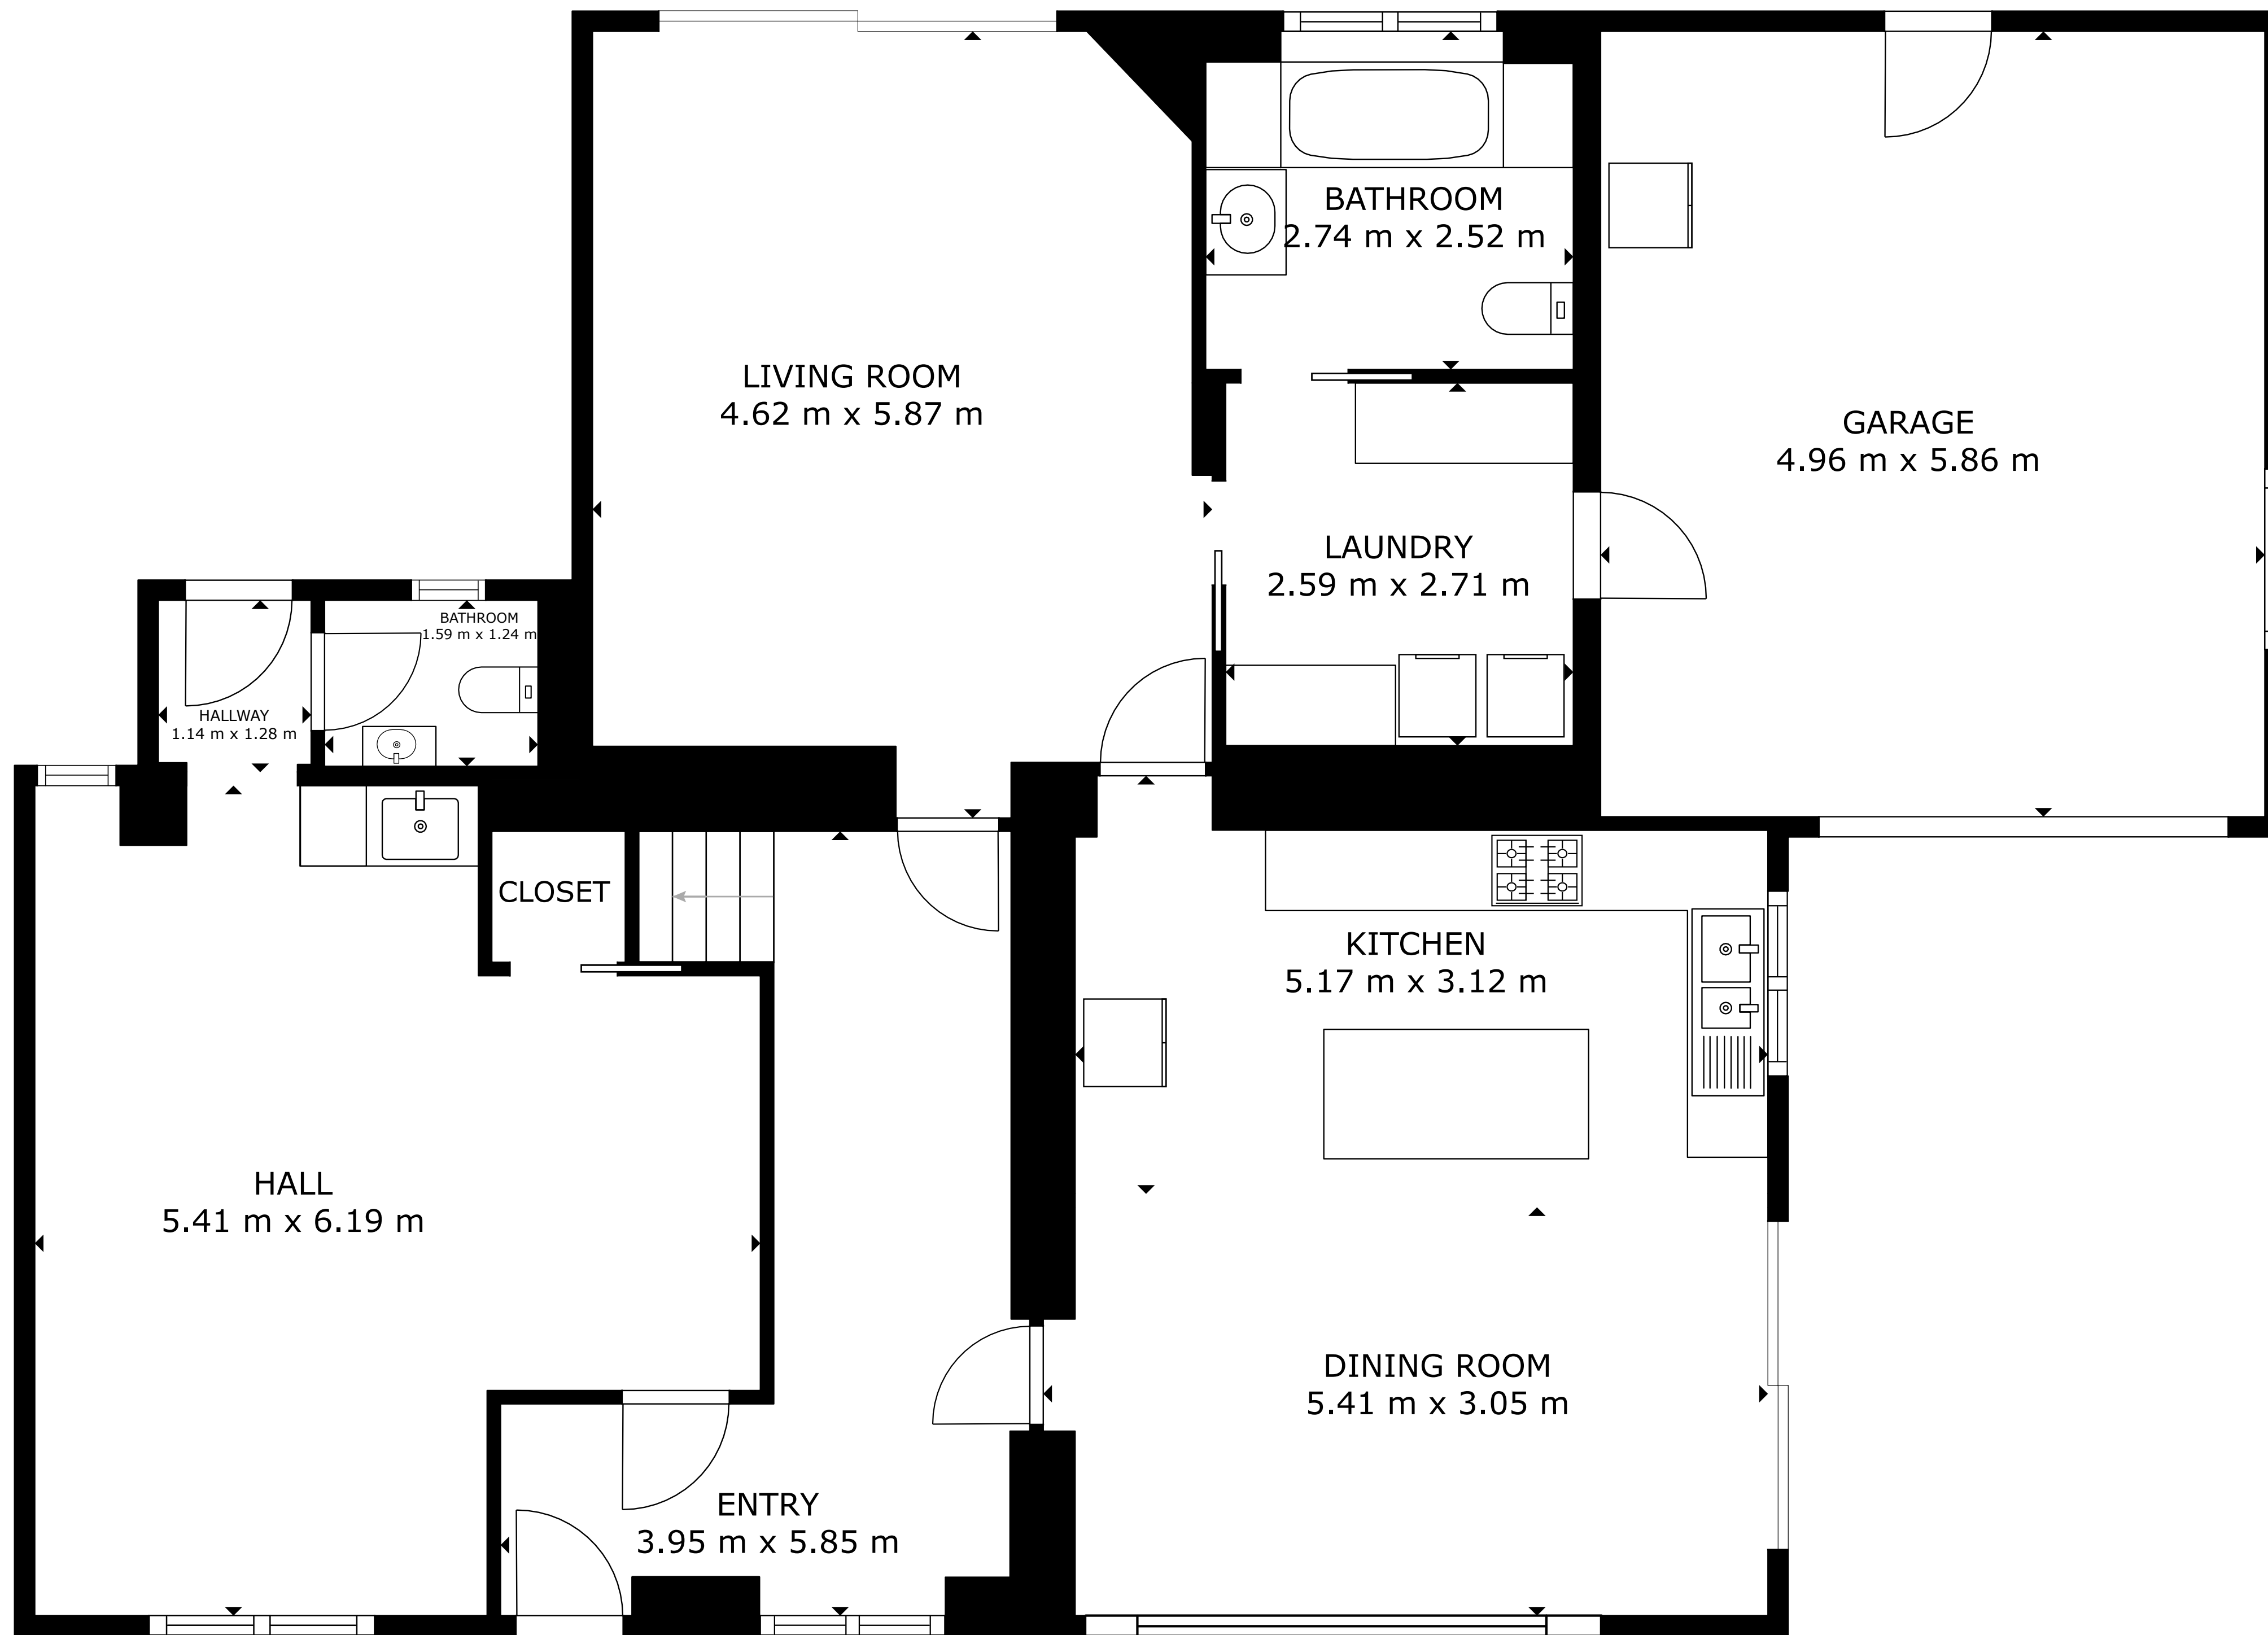 BATHROOM
2.74 m x 2.52 m
LIVING ROOM
4.62 m x 5.87 m
GARAGE
4.96 m x 5.86 m
LAUNDRY
2.59 m x 2.71 m
BATHROOM
1.59 m x 1.24 m
HALLWAY
1.14 m x 1.28 m
CLOSET
KITCHEN
5.17 m x 3.12 m
HALL
5.41 m x 6.19 m
DINING ROOM
5.41 m x 3.05 m
ENTRY
3.95 m x 5.85 m